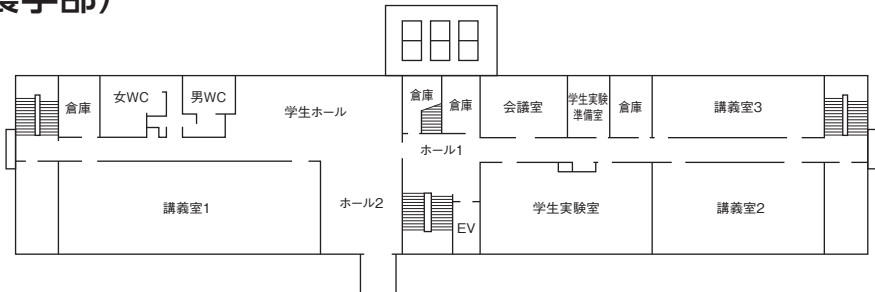 学部）
倉庫
女WC
男WC
学生ホール
倉庫
倉庫
会議室
学生実験
準備室
倉庫
講義室3
ホール1
講義室1
ホール2
EV
学生実験室
講義室2